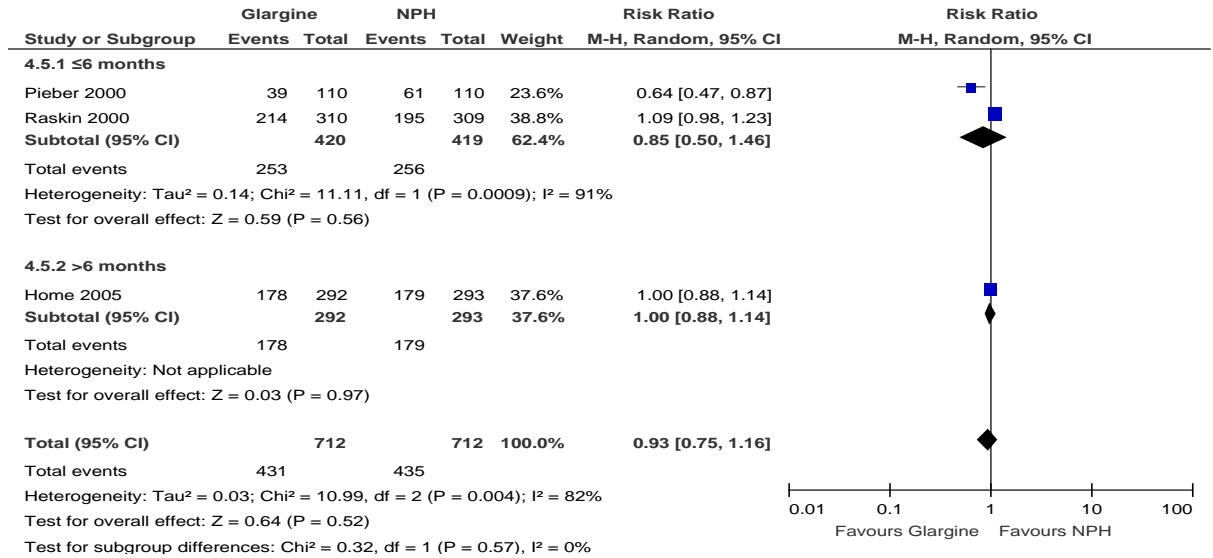 Glargine NPH Risk Ratio Risk Ratio
Study or Subgroup Events Total Events Total Weight M-H, Random, 95% CI M-H, Random, 95% CI
4.5.1 ≤6 months
Pieber 2000 39 110 61 110 23.6% 0.64 [0.47, 0.87]
Raskin 2000 214 310 195 309 38.8% 1.09 [0.98, 1.23]
Subtotal (95% CI) 420 419 62.4% 0.85 [0.50, 1.46]
Total events 253 256
Heterogeneity: Tau² = 0.14; Chi² = 11.11, df = 1 (P = 0.0009); I² = 91%
Test for overall effect: Z = 0.59 (P = 0.56)
4.5.2 >6 months
Home 2005 178 292 179 293 37.6% 1.00 [0.88, 1.14]
Subtotal (95% CI) 292 293 37.6% 1.00 [0.88, 1.14]
Total events 178 179
Heterogeneity: Not applicable
Test for overall effect: Z = 0.03 (P = 0.97)
Total (95% CI) 712 712 100.0% 0.93 [0.75, 1.16]
Total events 431 435
Heterogeneity: Tau² = 0.03; Chi² = 10.99, df = 2 (P = 0.004); I² = 82%
Test for overall effect: Z = 0.64 (P = 0.52)
Test for subgroup differences: Chi² = 0.32, df = 1 (P = 0.57), I² = 0%
0.01 0.1 1 10 100
Favours Glargine Favours NPH